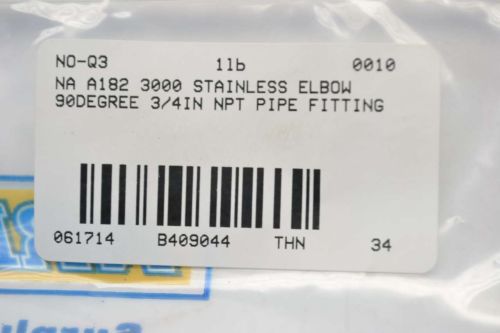 NO-Q3 1lb 0010
NA A182 3000 STAINLESS ELBOW
90DEGREE 3/4IN NPT PIPE FITTING
061714 B409044 THN 34